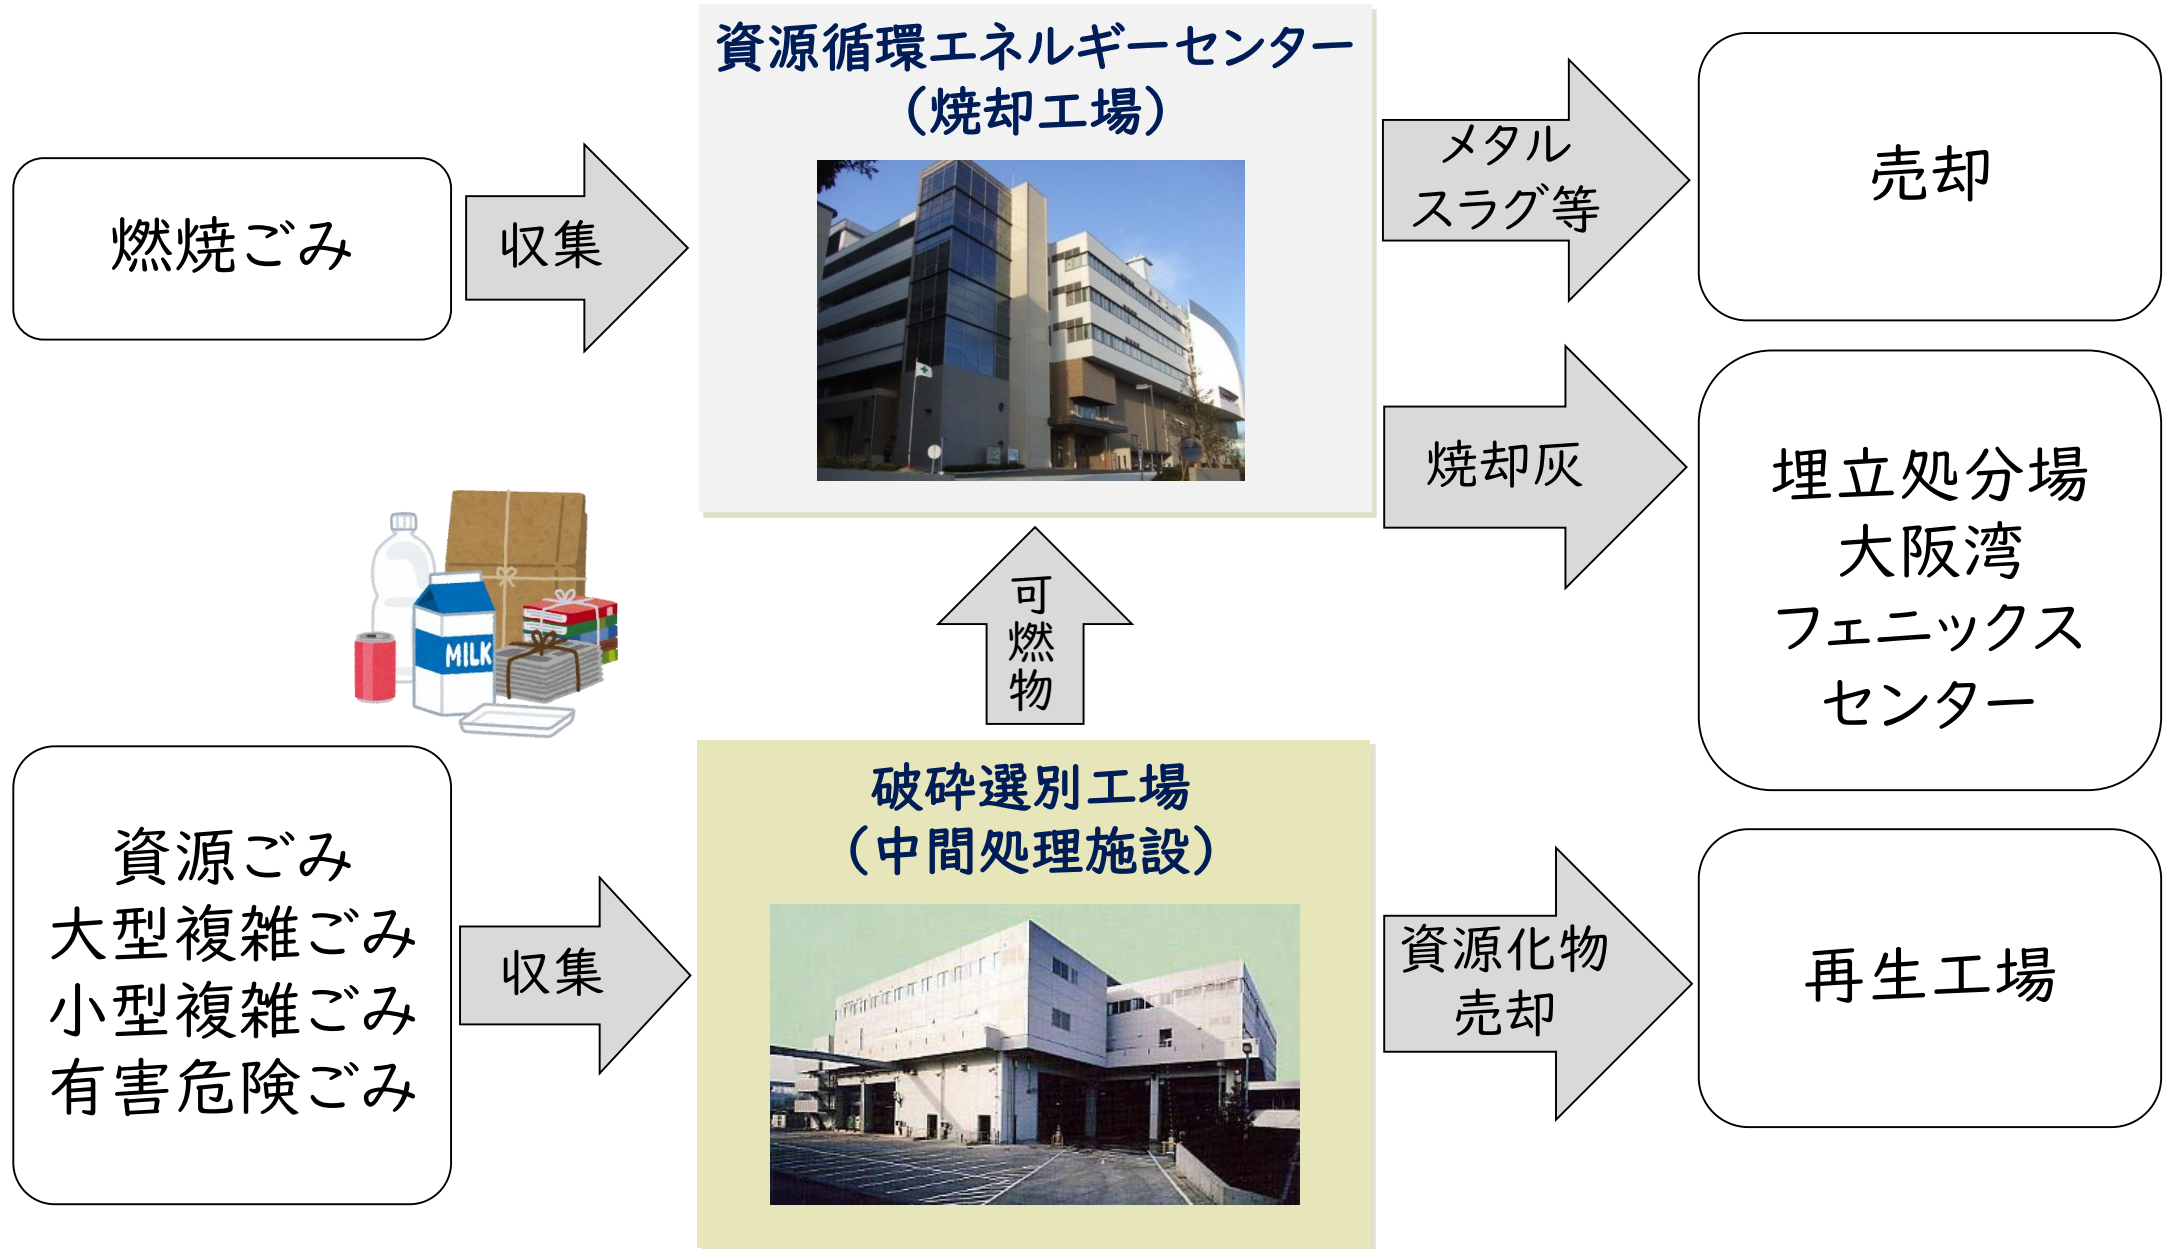 資源循環エネルギーセンター
（焼却工場）
燃焼ごみ
収集
メタル
スラグ等
売却
焼却灰
埋立処分場
大阪湾
フェニックス
センター
可燃物
MILK
破砕選別工場
（中間処理施設）
資源ごみ
大型複雑ごみ
小型複雑ごみ
有害危険ごみ
収集
資源化物
売却
再生工場